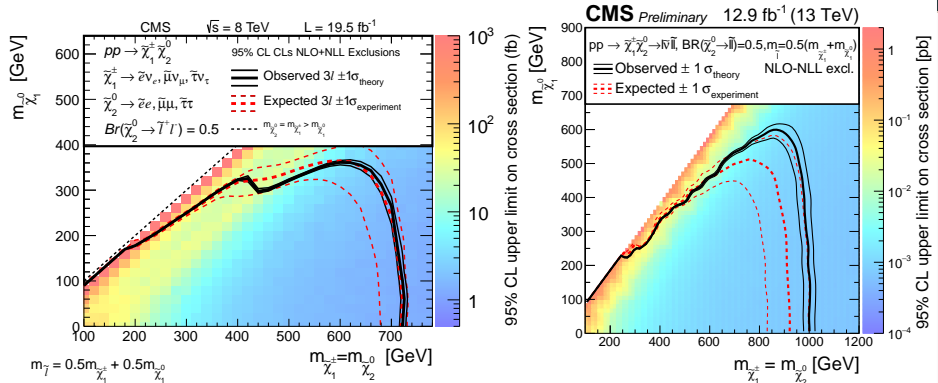 CMS √s = 8 TeV L = 19.5 fb⁻¹
pp → χ̃₁± χ̃₂⁰
χ̃₁± → ẽνₑ, μ̃ν_μ, τ̃ν_τ
χ̃₂⁰ → ẽe, μ̃μ, τ̃τ
Br(χ̃₂⁰ → l̃⁺l⁻) = 0.5
95% CL CLs NLO+NLL Exclusions
Observed 3l ±1σ_theory
Expected 3l ±1σ_experiment
m_χ̃₂⁰ = m_χ̃₁± > m_χ̃₁⁰
m_χ̃₁⁰ [GeV]
600
500
400
300
200
100
0
100 200 300 400 500 600 700
m_χ̃₁±=m_χ̃₂⁰ [GeV]
m_l̃ = 0.5m_χ̃₁± + 0.5m_χ̃₁⁰
10³
10²
10
1
95% CL upper limit on cross section (fb)
CMS Preliminary 12.9 fb⁻¹ (13 TeV)
pp → χ̃₁±χ̃₂⁰→l̃νl̃l, BR(χ̃₂⁰→l̃l)=0.5, m_l̃=0.5(m_χ̃₁±+m_χ̃₁⁰)
Observed ± 1 σ_theory NLO-NLL excl.
Expected ± 1 σ_experiment
m_χ̃₁⁰ [GeV]
900
800
700
600
500
400
300
200
100
0
200 400 600 800 1000 1200
m_χ̃₁± = m_χ̃₂⁰ [GeV]
1
10⁻¹
10⁻²
10⁻³
10⁻⁴
95% CL upper limit on cross section [pb]